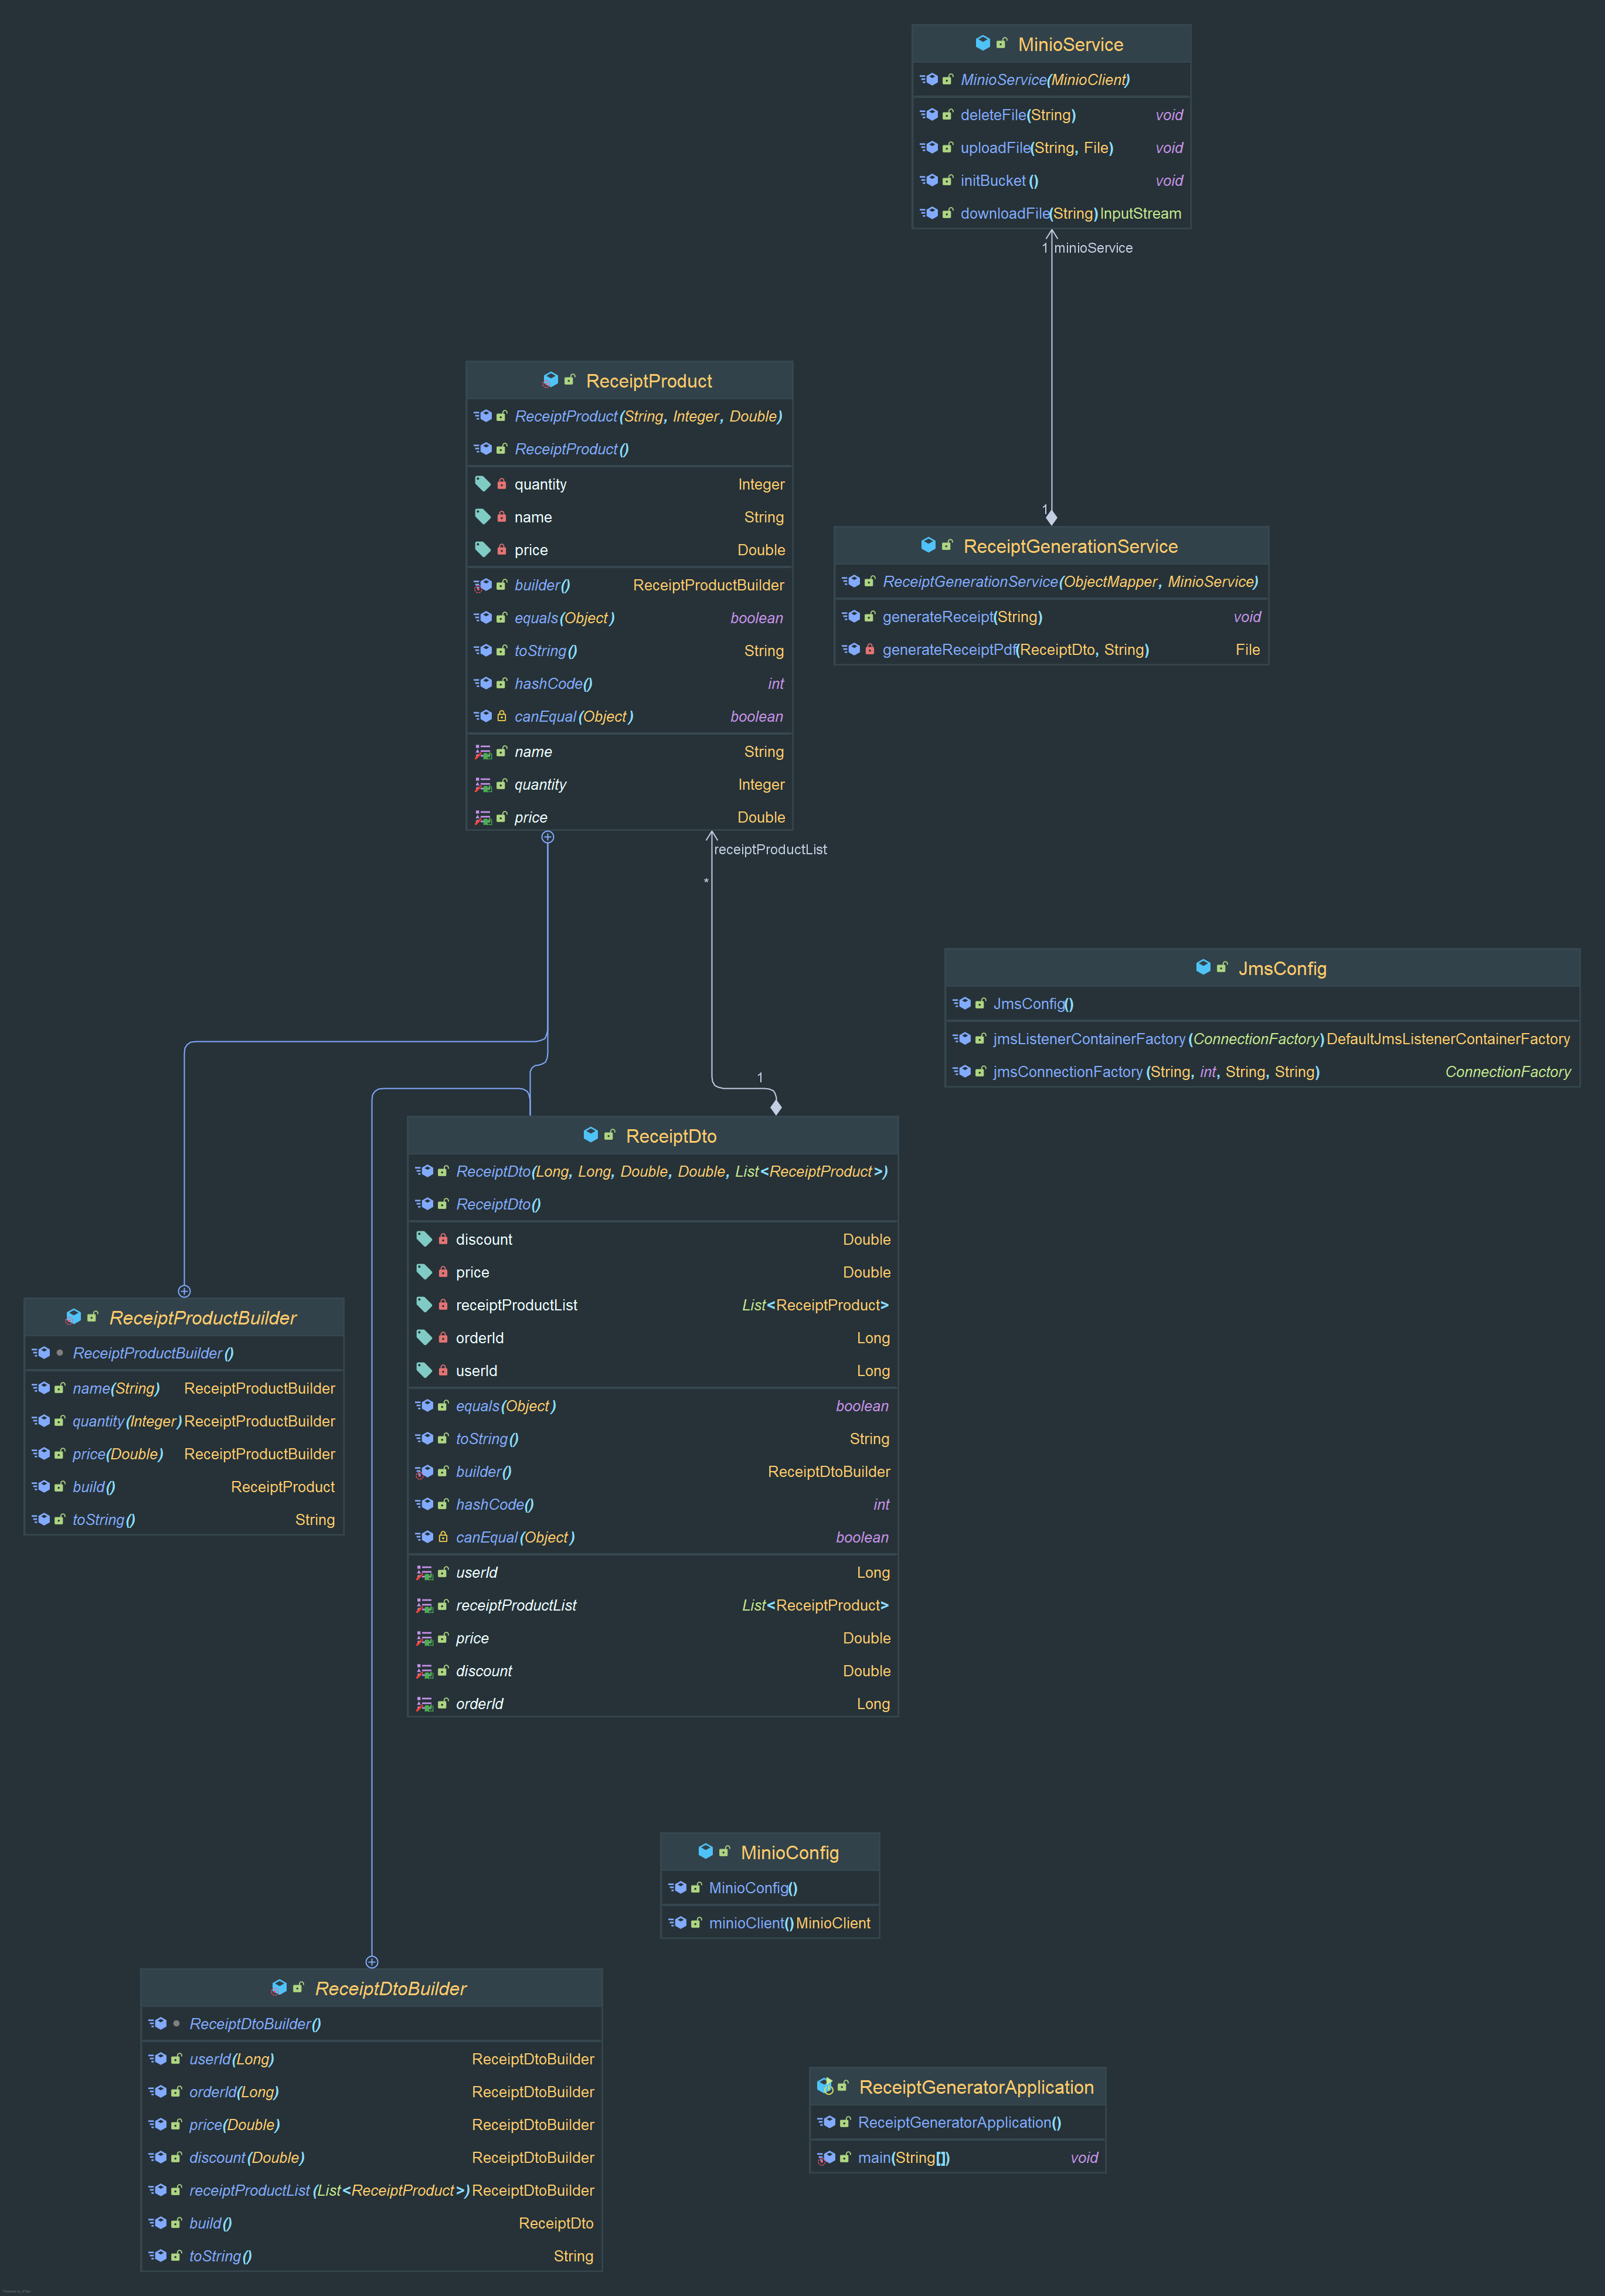 MinioService
MinioService(MinioClient)
deleteFile(String) void
uploadFile(String, File) void
initBucket() void
downloadFile(String) InputStream
1 minioService
1
ReceiptProduct
ReceiptProduct(String, Integer, Double)
ReceiptProduct()
quantity Integer
name String
price Double
builder() ReceiptProductBuilder
equals(Object) boolean
toString() String
hashCode() int
canEqual(Object) boolean
name String
quantity Integer
price Double
ReceiptGenerationService
ReceiptGenerationService(ObjectMapper, MinioService)
generateReceipt(String) void
generateReceiptPdf(ReceiptDto, String) File
receiptProductList
*
1
JmsConfig
JmsConfig()
jmsListenerContainerFactory(ConnectionFactory) DefaultJmsListenerContainerFactory
jmsConnectionFactory(String, int, String, String) ConnectionFactory
ReceiptDto
ReceiptDto(Long, Long, Double, Double, List<ReceiptProduct>)
ReceiptDto()
discount Double
price Double
receiptProductList List<ReceiptProduct>
orderId Long
userId Long
equals(Object) boolean
toString() String
builder() ReceiptDtoBuilder
hashCode() int
canEqual(Object) boolean
userId Long
receiptProductList List<ReceiptProduct>
price Double
discount Double
orderId Long
ReceiptProductBuilder
ReceiptProductBuilder()
name(String) ReceiptProductBuilder
quantity(Integer) ReceiptProductBuilder
price(Double) ReceiptProductBuilder
build() ReceiptProduct
toString() String
MinioConfig
MinioConfig()
minioClient() MinioClient
ReceiptDtoBuilder
ReceiptDtoBuilder()
userId(Long) ReceiptDtoBuilder
orderId(Long) ReceiptDtoBuilder
price(Double) ReceiptDtoBuilder
discount(Double) ReceiptDtoBuilder
receiptProductList(List<ReceiptProduct>) ReceiptDtoBuilder
build() ReceiptDto
toString() String
ReceiptGeneratorApplication
ReceiptGeneratorApplication()
main(String[]) void